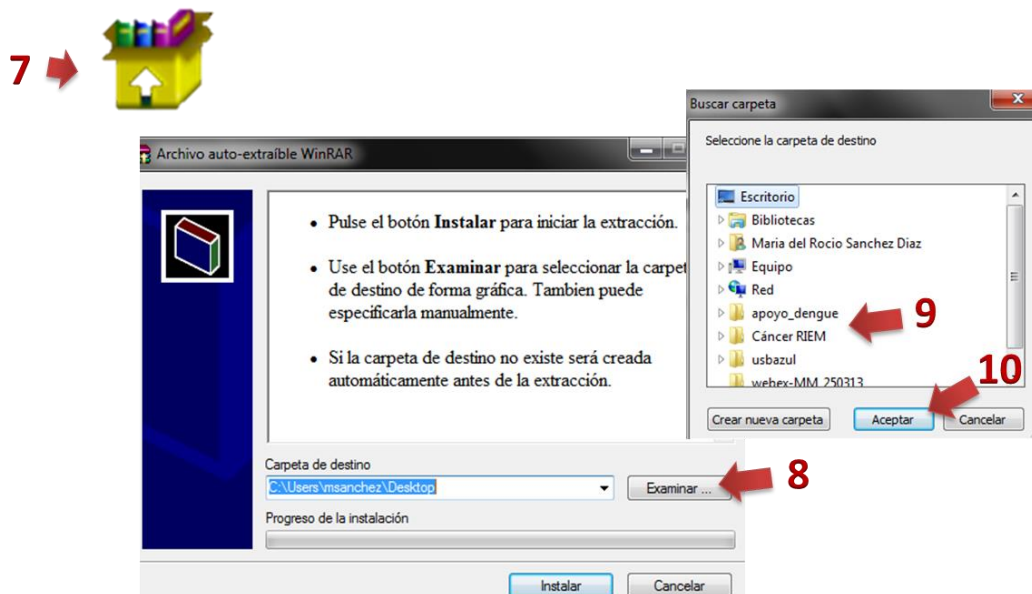 7
Archivo auto-extraíble WinRAR
• Pulse el botón Instalar para iniciar la extracción.
• Use el botón Examinar para seleccionar la carpet
de destino de forma gráfica. Tambien puede
especificarla manualmente.
• Si la carpeta de destino no existe será creada
automáticamente antes de la extracción.
Carpeta de destino
C:\Users\msanchez\Desktop
Examinar ...
8
Progreso de la instalación
Instalar
Cancelar
Buscar carpeta
Seleccione la carpeta de destino
Escritorio
Bibliotecas
Maria del Rocio Sanchez Diaz
Equipo
Red
apoyo_dengue
9
Cáncer RIEM
usbazul
webex-MM_250313
10
Crear nueva carpeta
Aceptar
Cancelar